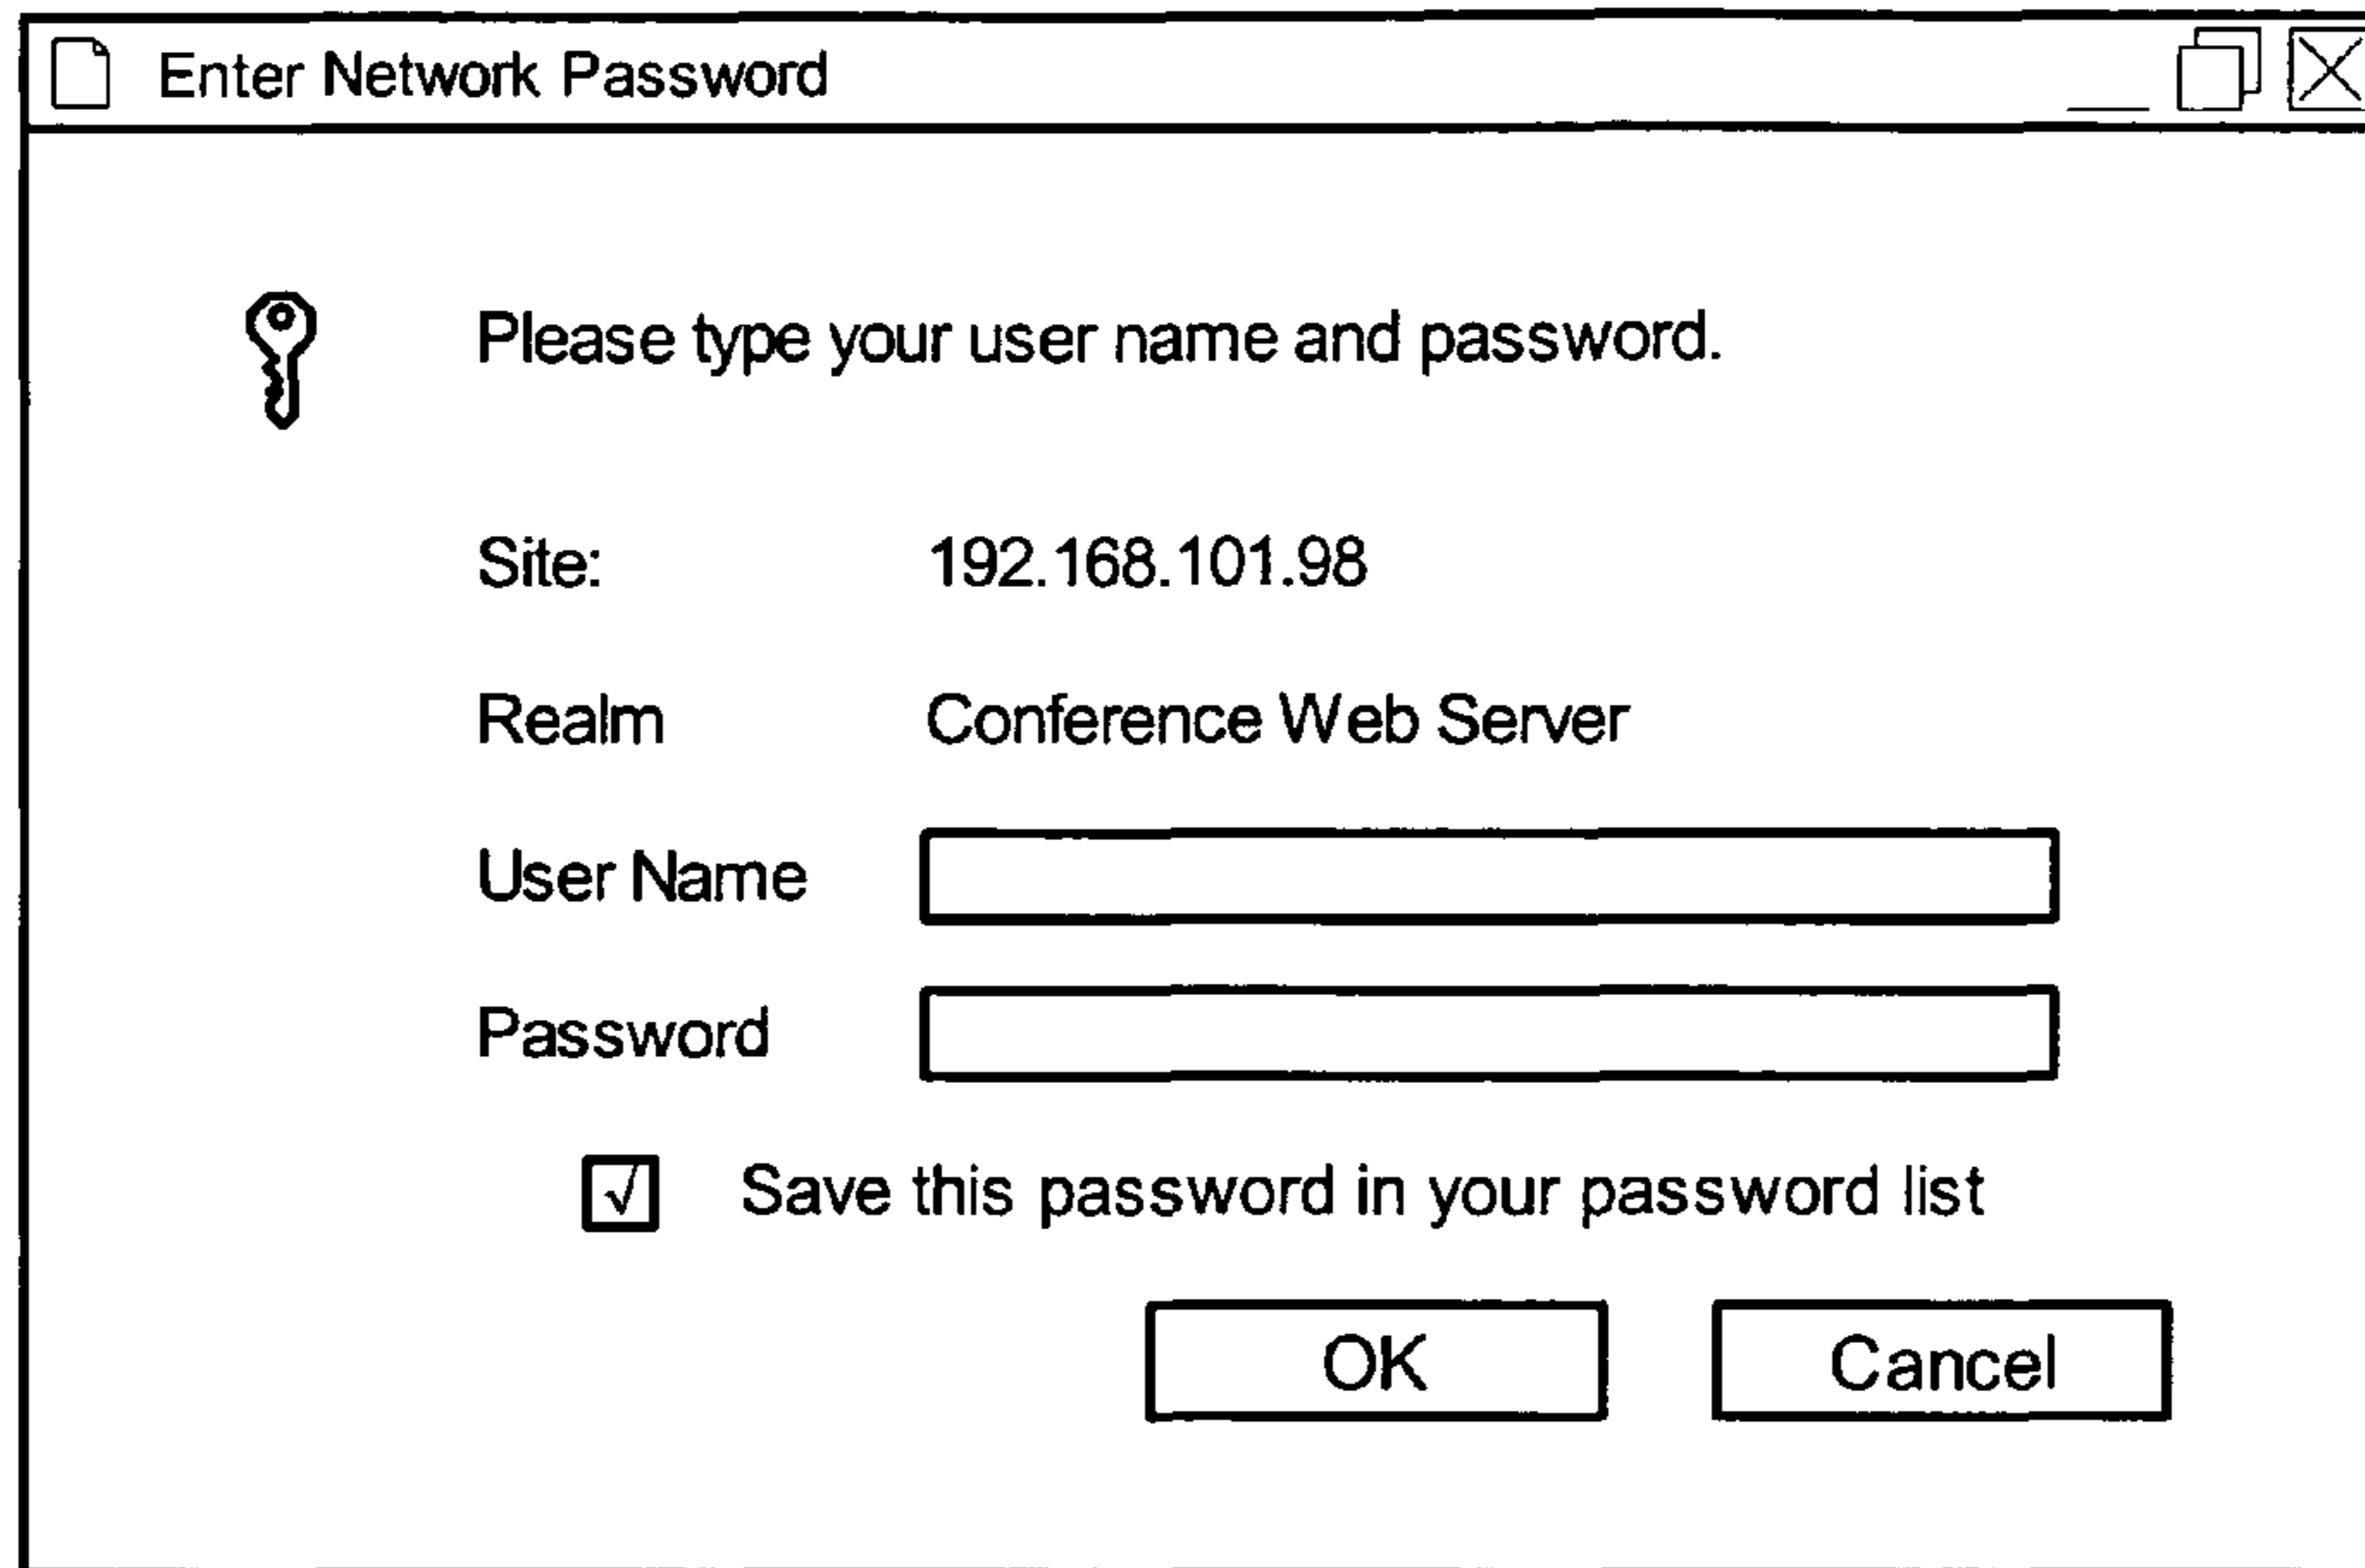 Enter Network Password
Please type your user name and password.
Site: 192.168.101.98
Realm Conference Web Server
User Name
Password
√ Save this password in your password list
OK Cancel